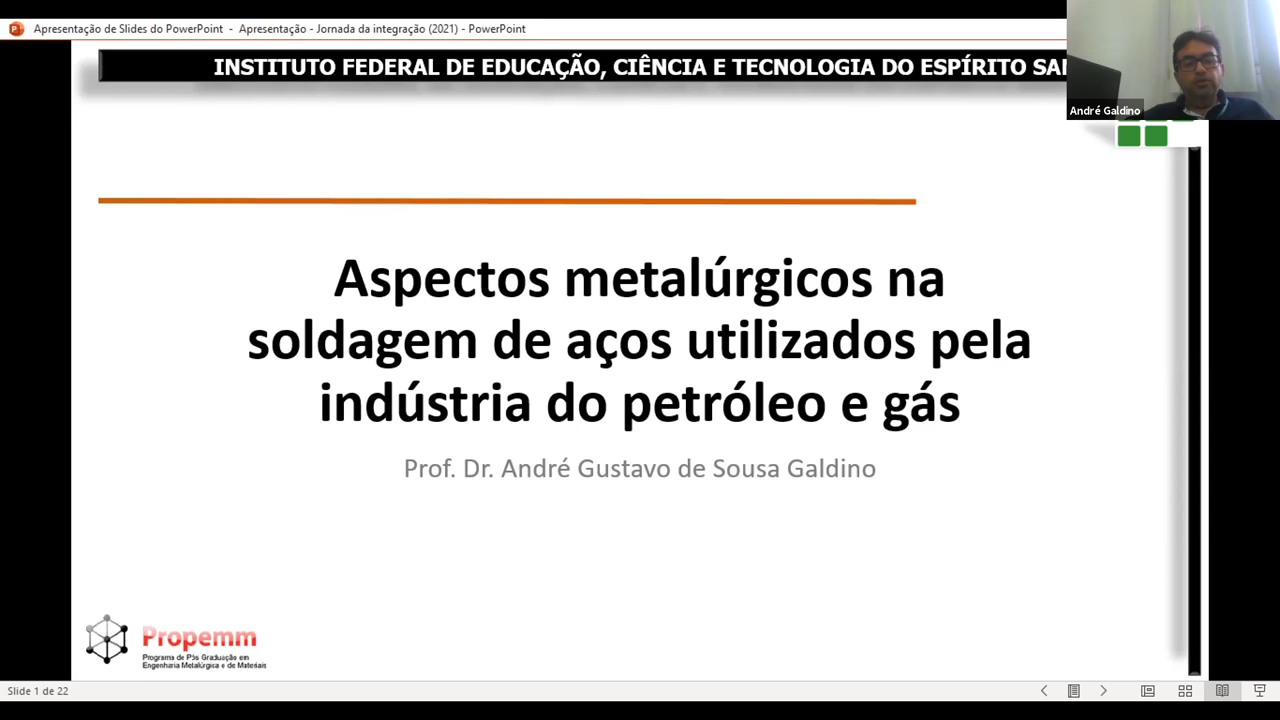 Apresentação de Slides do PowerPoint - Apresentação - Jornada da integração (2021) - PowerPoint
INSTITUTO FEDERAL DE EDUCAÇÃO, CIÊNCIA E TECNOLOGIA DO ESPÍRITO SA
André Galdino
Aspectos metalúrgicos na
soldagem de aços utilizados pela
indústria do petróleo e gás
Prof. Dr. André Gustavo de Sousa Galdino
Propemm
Programa de Pós Graduação em
Engenharia Metalúrgica e de Materiais
Slide 1 de 22